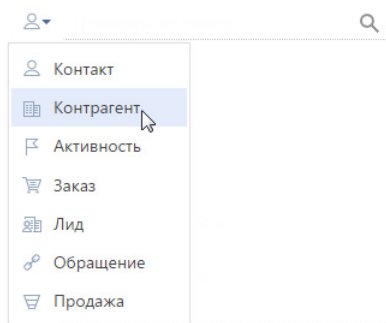 Контакт
Контрагент
Активность
Заказ
Лид
Обращение
Продажа